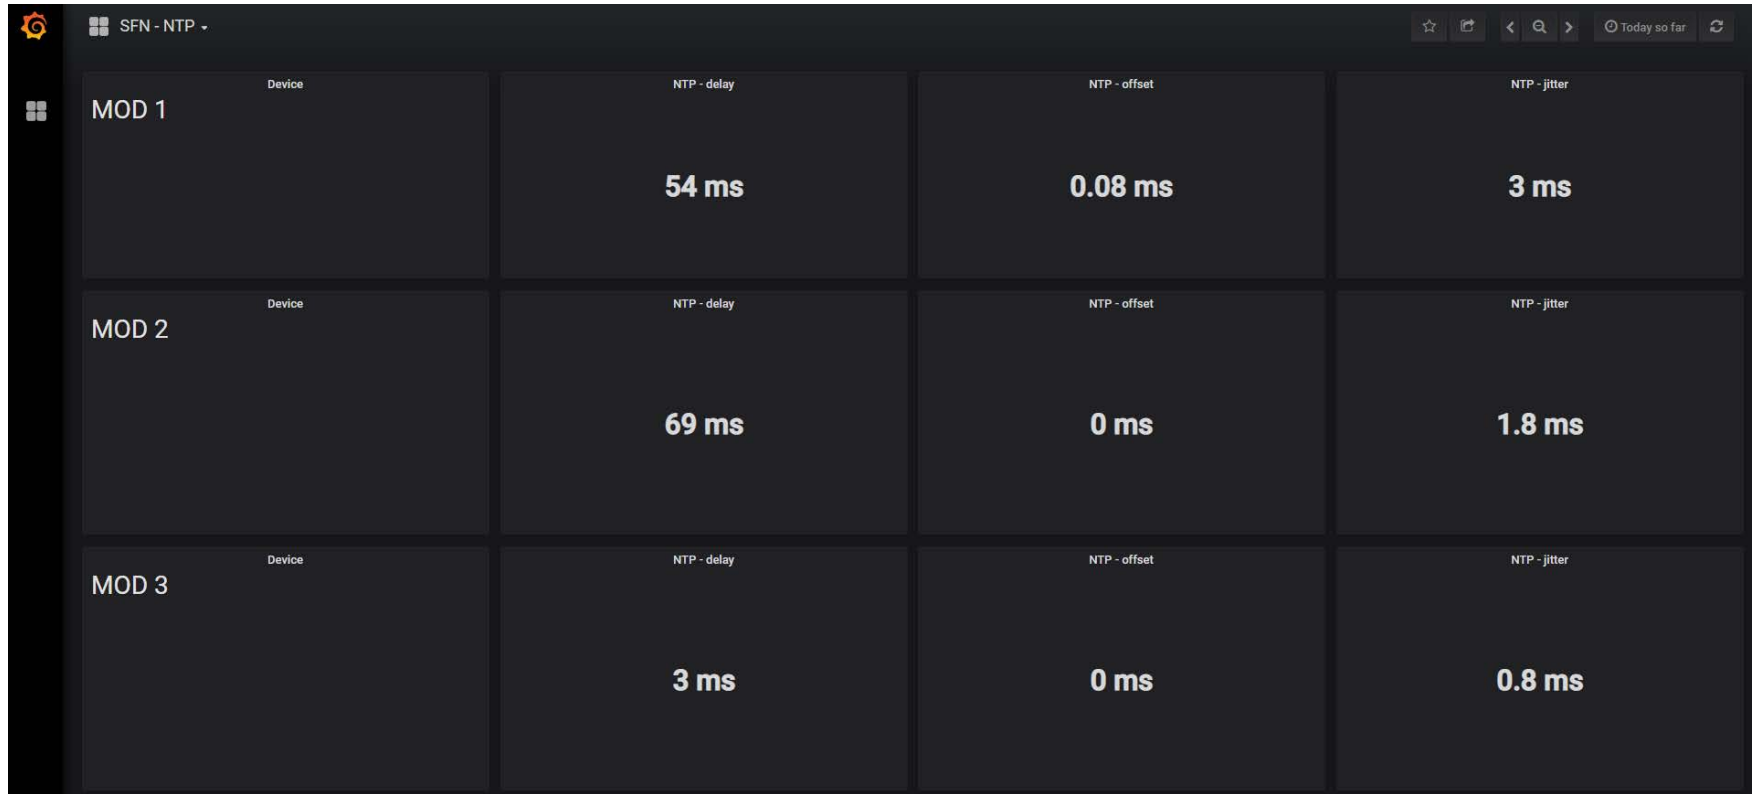 SFN - NTP
Today so far
Device
NTP - delay
NTP - offset
NTP - jitter
MOD 1
54 ms
0.08 ms
3 ms
Device
NTP - delay
NTP - offset
NTP - jitter
MOD 2
69 ms
0 ms
1.8 ms
Device
NTP - delay
NTP - offset
NTP - jitter
MOD 3
3 ms
0 ms
0.8 ms